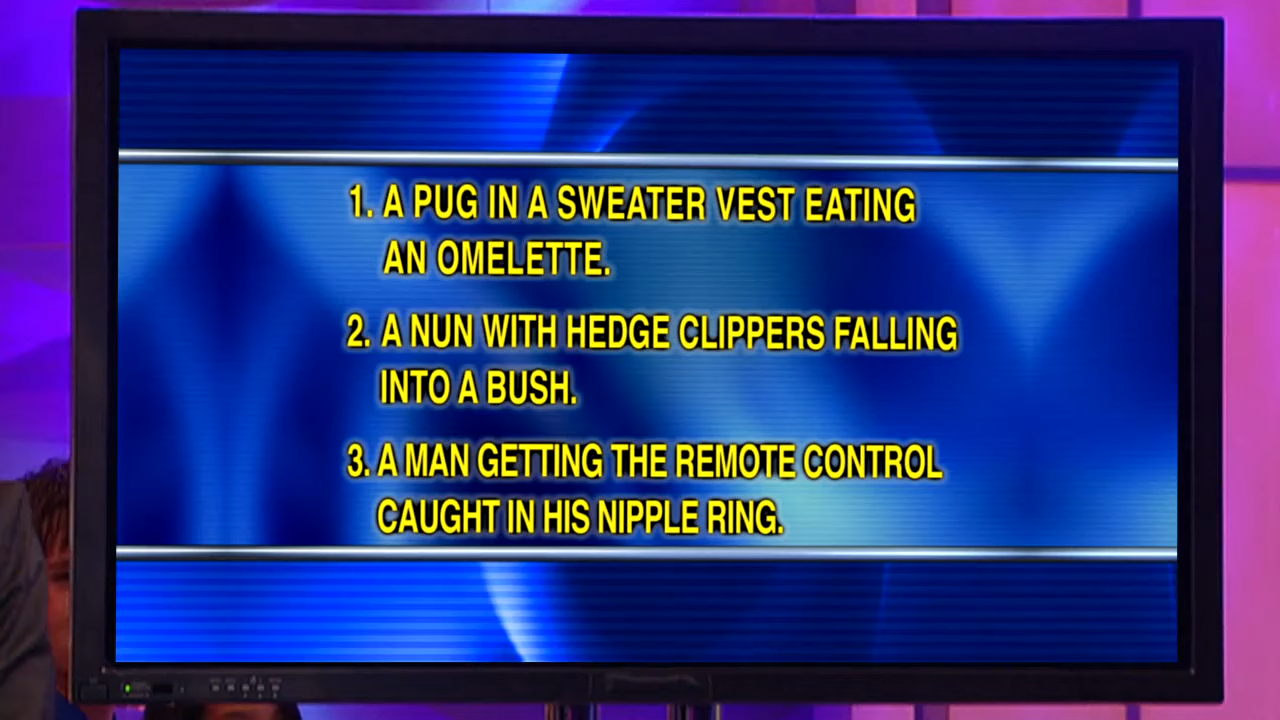 1. A PUG IN A SWEATER VEST EATING
AN OMELETTE.
2. A NUN WITH HEDGE CLIPPERS FALLING
INTO A BUSH.
3. A MAN GETTING THE REMOTE CONTROL
CAUGHT IN HIS NIPPLE RING.